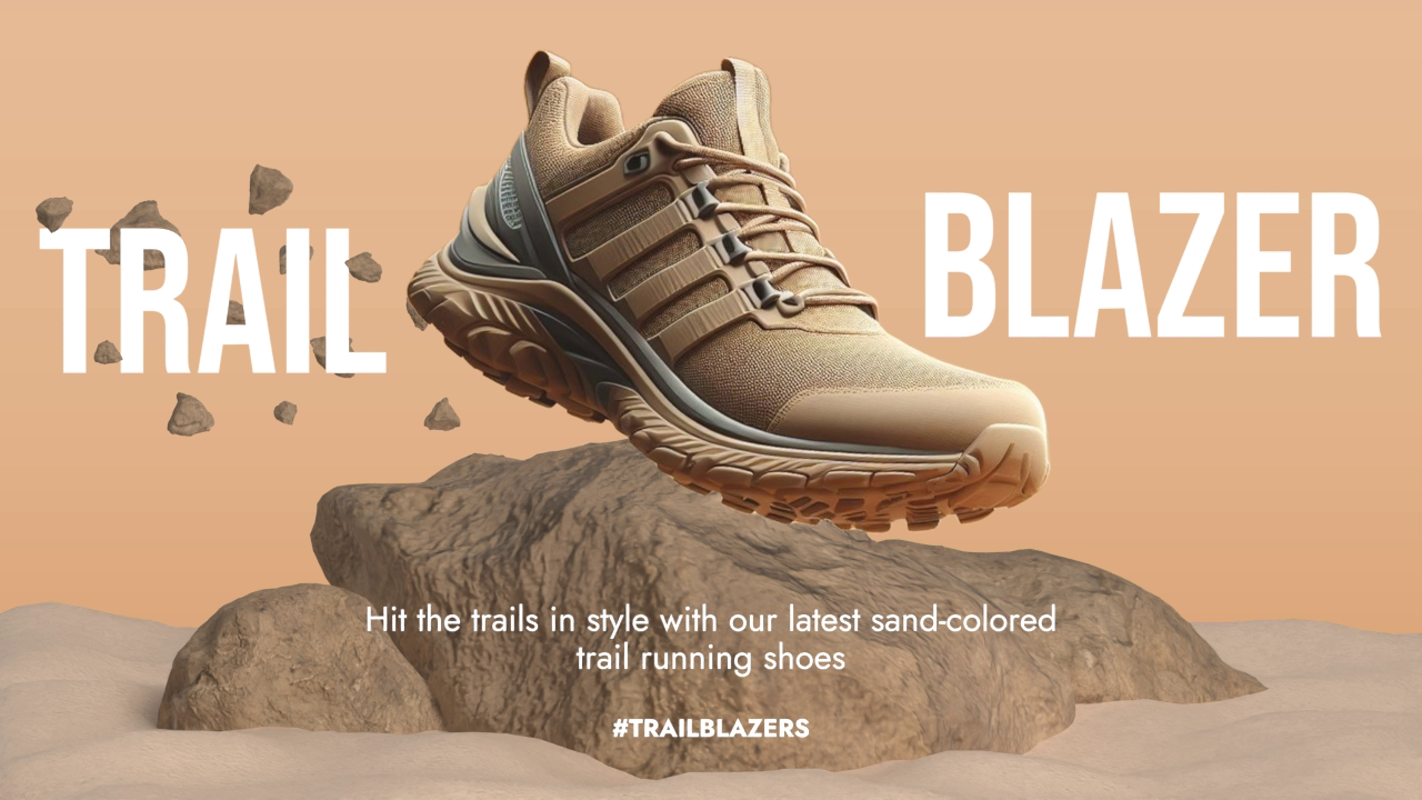 TRAIL
BLAZER
Hit the trails in style with our latest sand-colored
trail running shoes
#TRAILBLAZERS